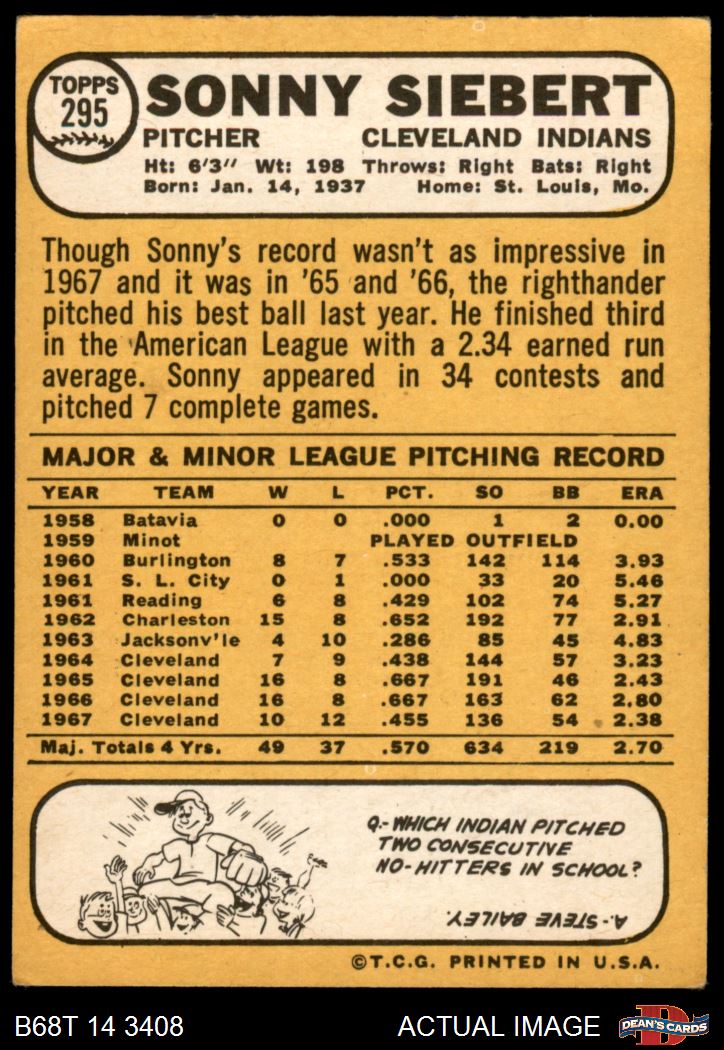 TOPPS
295
SONNY SIEBERT
PITCHER CLEVELAND INDIANS
Ht: 6'3" Wt: 198 Throws: Right Bats: Right
Born: Jan. 14, 1937 Home: St. Louis, Mo.
Though Sonny's record wasn't as impressive in
1967 and it was in '65 and '66, the righthander
pitched his best ball last year. He finished third
in the American League with a 2.34 earned run
average. Sonny appeared in 34 contests and
pitched 7 complete games.
MAJOR & MINOR LEAGUE PITCHING RECORD
YEAR TEAM W L PCT. SO BB ERA
1958 Batavia 0 0 .000 1 2 0.00
1959 Minot PLAYED OUTFIELD
1960 Burlington 8 7 .533 142 114 3.93
1961 S. L. City 0 1 .000 33 20 5.46
1961 Reading 6 8 .429 102 74 5.27
1962 Charleston 15 8 .652 192 77 2.91
1963 Jacksonv'le 4 10 .286 85 45 4.83
1964 Cleveland 7 9 .438 144 57 3.23
1965 Cleveland 16 8 .667 191 46 2.43
1966 Cleveland 16 8 .667 163 62 2.80
1967 Cleveland 10 12 .455 136 54 2.38
Maj. Totals 4 Yrs. 49 37 .570 634 219 2.70
Q.-WHICH INDIAN PITCHED
TWO CONSECUTIVE
NO-HITTERS IN SCHOOL?
A.-STEVE BAILEY.
©T.C.G. PRINTED IN U.S.A.
B68T 14 3408 ACTUAL IMAGE
D
DEAN'S CARDS